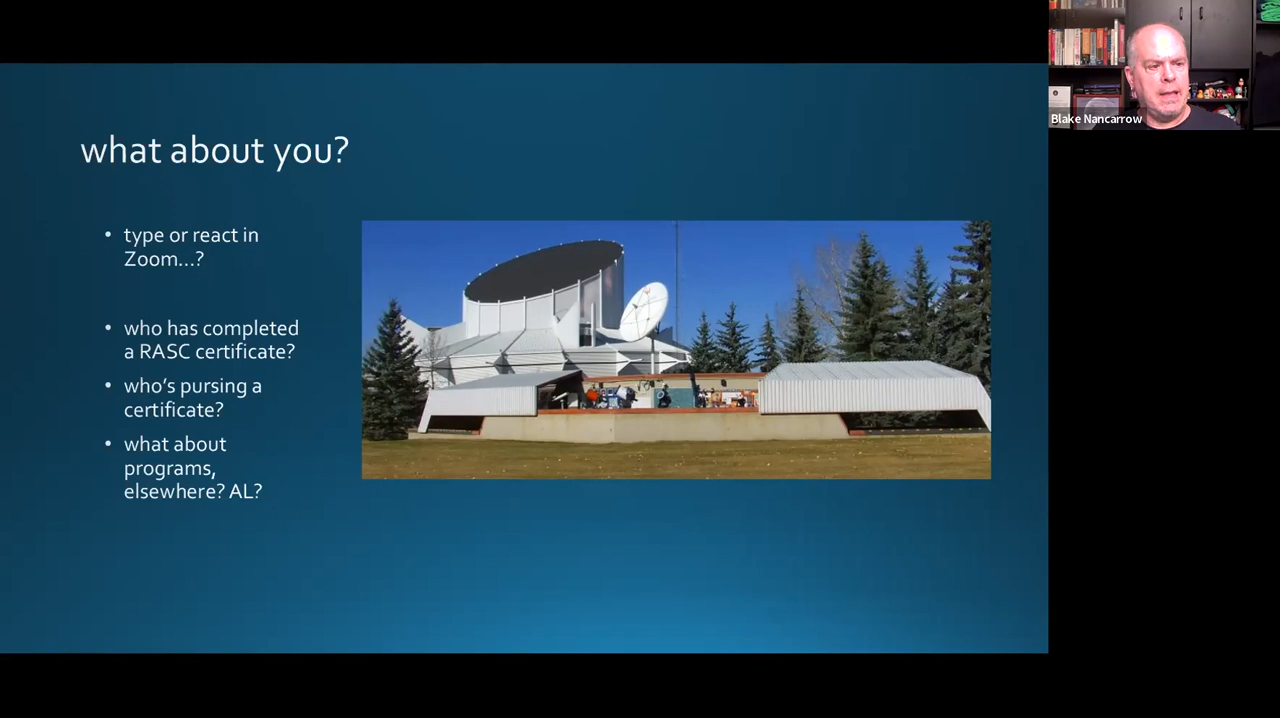 what about you?
• type or react in
Zoom...?
• who has completed
a RASC certificate?
• who's pursing a
certificate?
• what about
programs,
elsewhere? AL?
Blake Nancarrow